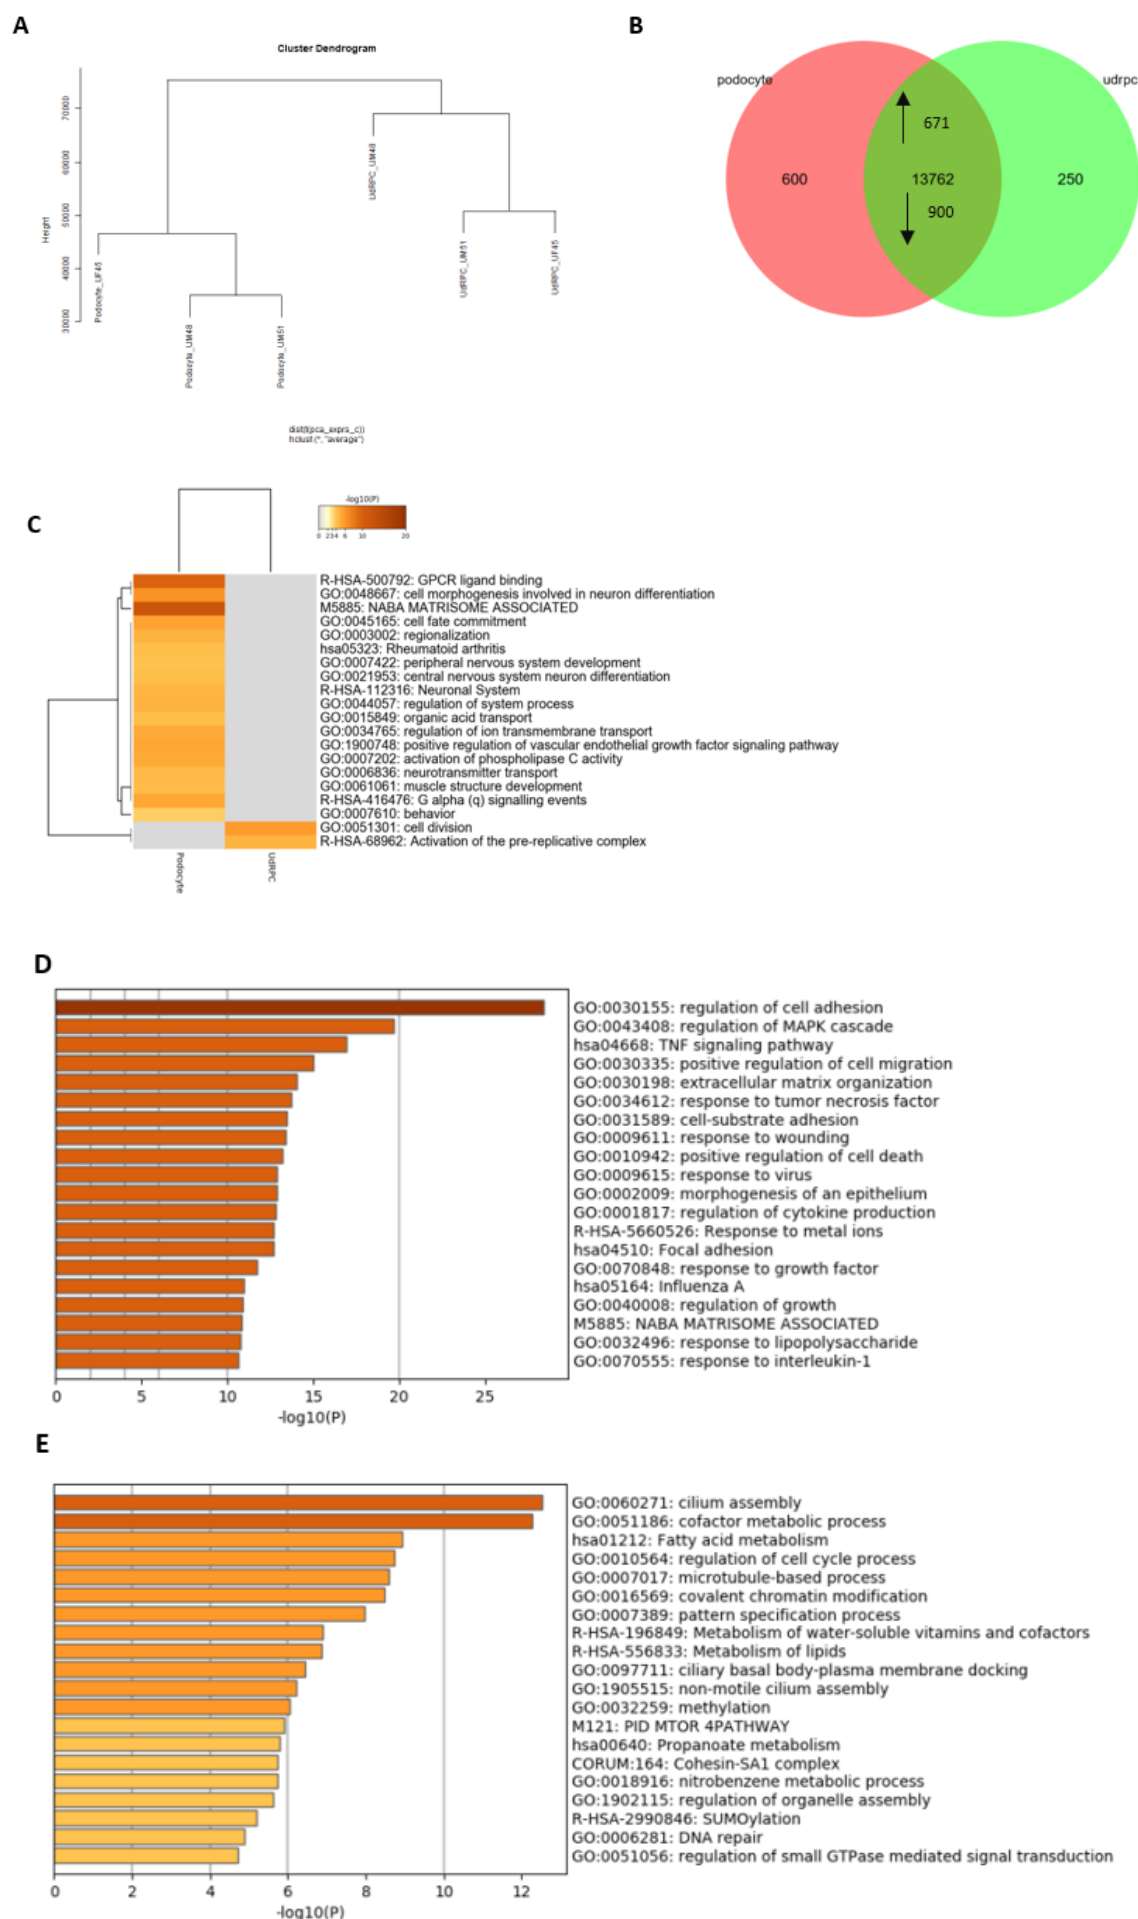 A
Cluster Dendrogram
Height
30000
40000
50000
60000
70000
Podocyte_UF45
Podocyte_UM48
Podocyte_UM51
UdRPC_UM48
UdRPC_UM51
UdRPC_UF45
dist(t(pca_exprs_c))
hclust (*, "average")
B
podocyte
udrpc
671
600
13762
250
900
C
-log10(P)
0 2 3 4 6 10 20
R-HSA-500792: GPCR ligand binding
GO:0048667: cell morphogenesis involved in neuron differentiation
M5885: NABA MATRISOME ASSOCIATED
GO:0045165: cell fate commitment
GO:0003002: regionalization
hsa05323: Rheumatoid arthritis
GO:0007422: peripheral nervous system development
GO:0021953: central nervous system neuron differentiation
R-HSA-112316: Neuronal System
GO:0044057: regulation of system process
GO:0015849: organic acid transport
GO:0034765: regulation of ion transmembrane transport
GO:1900748: positive regulation of vascular endothelial growth factor signaling pathway
GO:0007202: activation of phospholipase C activity
GO:0006836: neurotransmitter transport
GO:0061061: muscle structure development
R-HSA-416476: G alpha (q) signalling events
GO:0007610: behavior
GO:0051301: cell division
R-HSA-68962: Activation of the pre-replicative complex
Podocyte
UdRPC
D
GO:0030155: regulation of cell adhesion
GO:0043408: regulation of MAPK cascade
hsa04668: TNF signaling pathway
GO:0030335: positive regulation of cell migration
GO:0030198: extracellular matrix organization
GO:0034612: response to tumor necrosis factor
GO:0031589: cell-substrate adhesion
GO:0009611: response to wounding
GO:0010942: positive regulation of cell death
GO:0009615: response to virus
GO:0002009: morphogenesis of an epithelium
GO:0001817: regulation of cytokine production
R-HSA-5660526: Response to metal ions
hsa04510: Focal adhesion
GO:0070848: response to growth factor
hsa05164: Influenza A
GO:0040008: regulation of growth
M5885: NABA MATRISOME ASSOCIATED
GO:0032496: response to lipopolysaccharide
GO:0070555: response to interleukin-1
0 5 10 15 20 25
-log10(P)
E
GO:0060271: cilium assembly
GO:0051186: cofactor metabolic process
hsa01212: Fatty acid metabolism
GO:0010564: regulation of cell cycle process
GO:0007017: microtubule-based process
GO:0016569: covalent chromatin modification
GO:0007389: pattern specification process
R-HSA-196849: Metabolism of water-soluble vitamins and cofactors
R-HSA-556833: Metabolism of lipids
GO:0097711: ciliary basal body-plasma membrane docking
GO:1905515: non-motile cilium assembly
GO:0032259: methylation
M121: PID MTOR 4PATHWAY
hsa00640: Propanoate metabolism
CORUM:164: Cohesin-SA1 complex
GO:0018916: nitrobenzene metabolic process
GO:1902115: regulation of organelle assembly
R-HSA-2990846: SUMOylation
GO:0006281: DNA repair
GO:0051056: regulation of small GTPase mediated signal transduction
0 2 4 6 8 10 12
-log10(P)